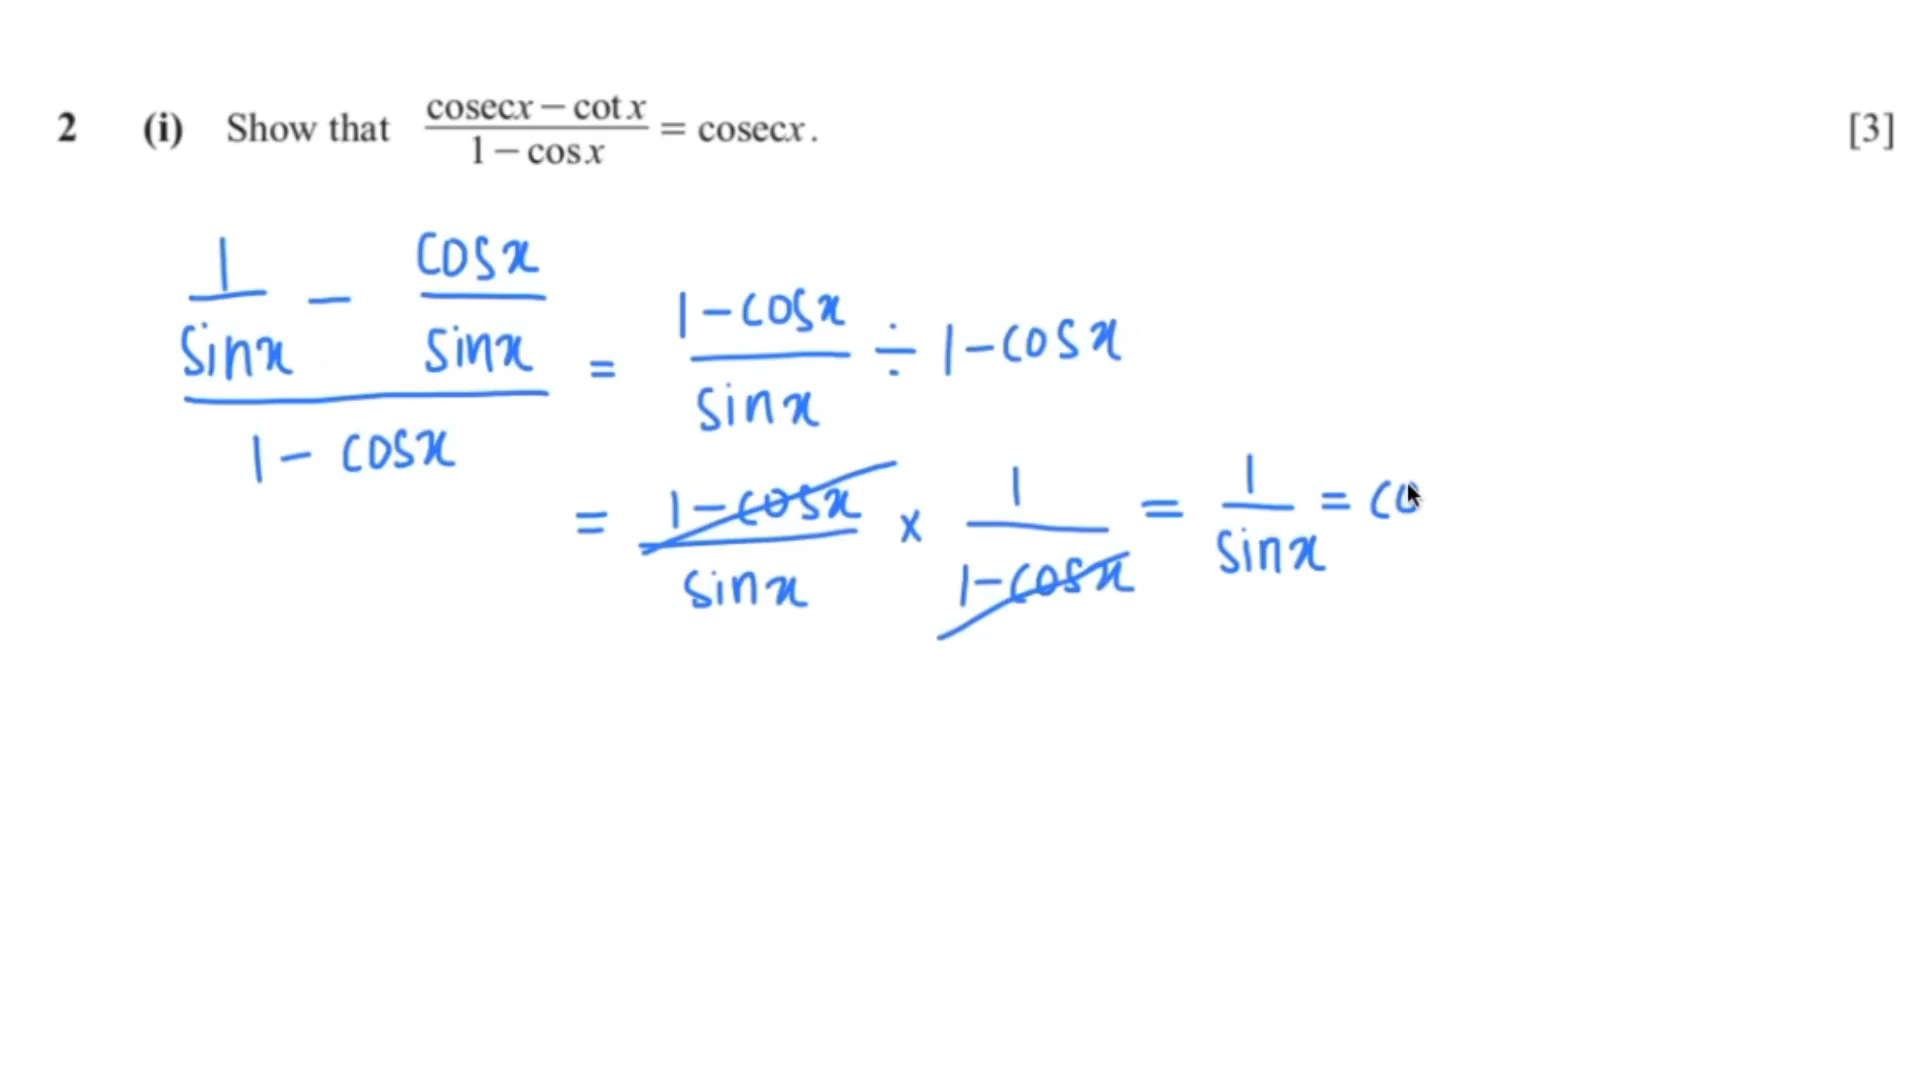 2 (i) Show that (cosecx − cot x)/(1 − cos x) = cosecx. [3]
(1/sinx − cosx/sinx)/(1 − cosx) = (1 − cosx)/sinx ÷ 1 − cosx
= (1 − cosx)/sinx × 1/(1 − cosx) = 1/sinx = co